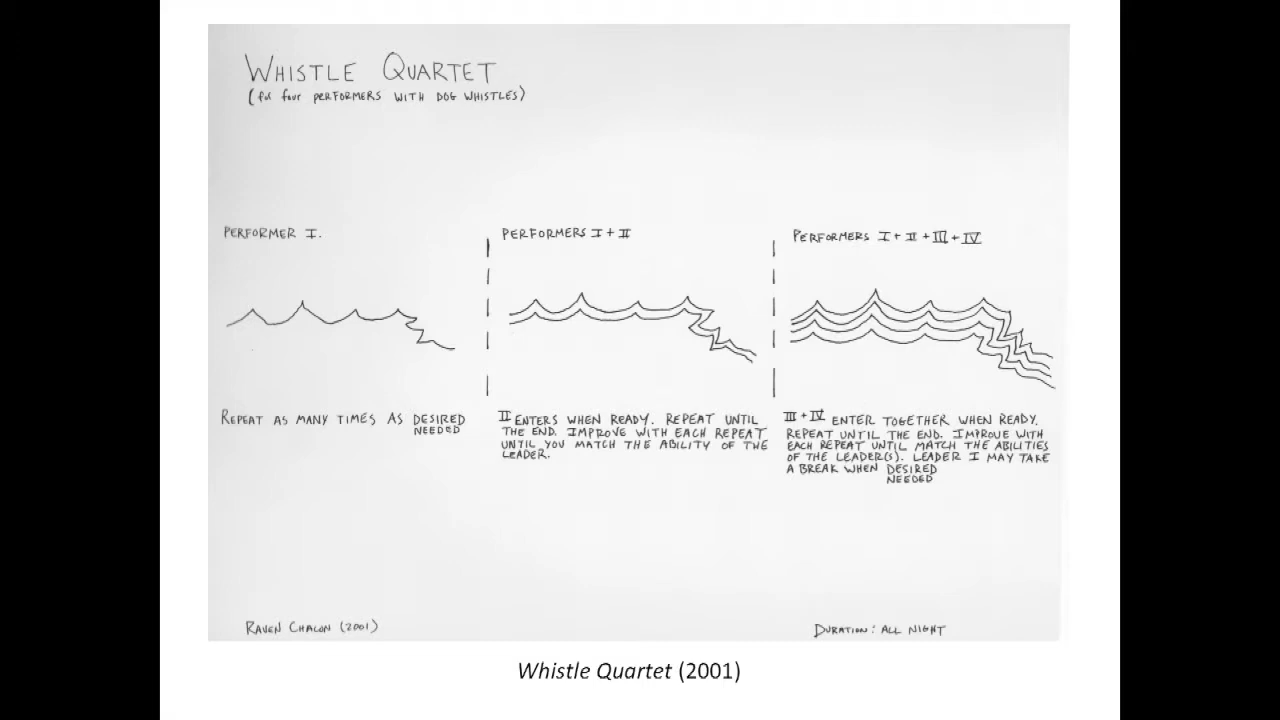 WHISTLE QUARTET
(for four PERFORMERS WITH DOG WHISTLES)
PERFORMER I.
REPEAT AS MANY TIMES AS DESIRED
NEEDED
PERFORMERS I + II
II ENTERS WHEN READY. REPEAT UNTIL
THE END. IMPROVE WITH EACH REPEAT
UNTIL YOU MATCH THE ABILITY OF THE
LEADER.
PERFORMERS I + II + III + IV
III + IV ENTER TOGETHER WHEN READY.
REPEAT UNTIL THE END. IMPROVE WITH
EACH REPEAT UNTIL MATCH THE ABILITIES
OF THE LEADER(S). LEADER I MAY TAKE
A BREAK WHEN DESIRED
NEEDED
RAVEN CHACON (2001)
DURATION: ALL NIGHT
Whistle Quartet (2001)